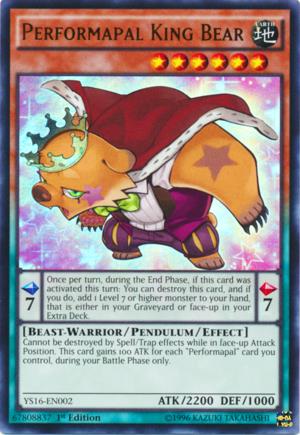 PERFORMAPAL KING BEAR
EARTH
地
Once per turn, during the End Phase, if this card was
activated this turn: You can destroy this card, and if
you do, add 1 Level 7 or higher monster to your hand,
that is either in your Graveyard or face-up in your
Extra Deck.
7
7
[BEAST-WARRIOR/PENDULUM/EFFECT]
Cannot be destroyed by Spell/Trap effects while in face-up Attack
Position. This card gains 100 ATK for each "Performapal" card you
control, during your Battle Phase only.
YS16-EN002
ATK/2200 DEF/1000
67808837
1st Edition
©1996 KAZUKI TAKAHASHI